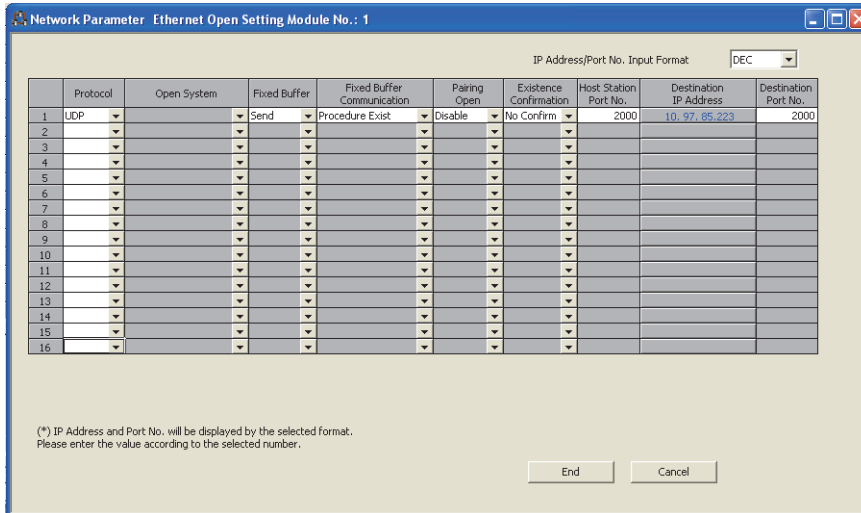 Network Parameter Ethernet Open Setting Module No.: 1
IP Address/Port No. Input Format DEC
Protocol Open System Fixed Buffer Fixed Buffer Communication Pairing Open Existence Confirmation Host Station Port No. Destination IP Address Destination Port No.
1 UDP Send Procedure Exist Disable No Confirm 2000 10. 97. 85.223 2000
2
3
4
5
6
7
8
9
10
11
12
13
14
15
16
(*) IP Address and Port No. will be displayed by the selected format.
Please enter the value according to the selected number.
End Cancel